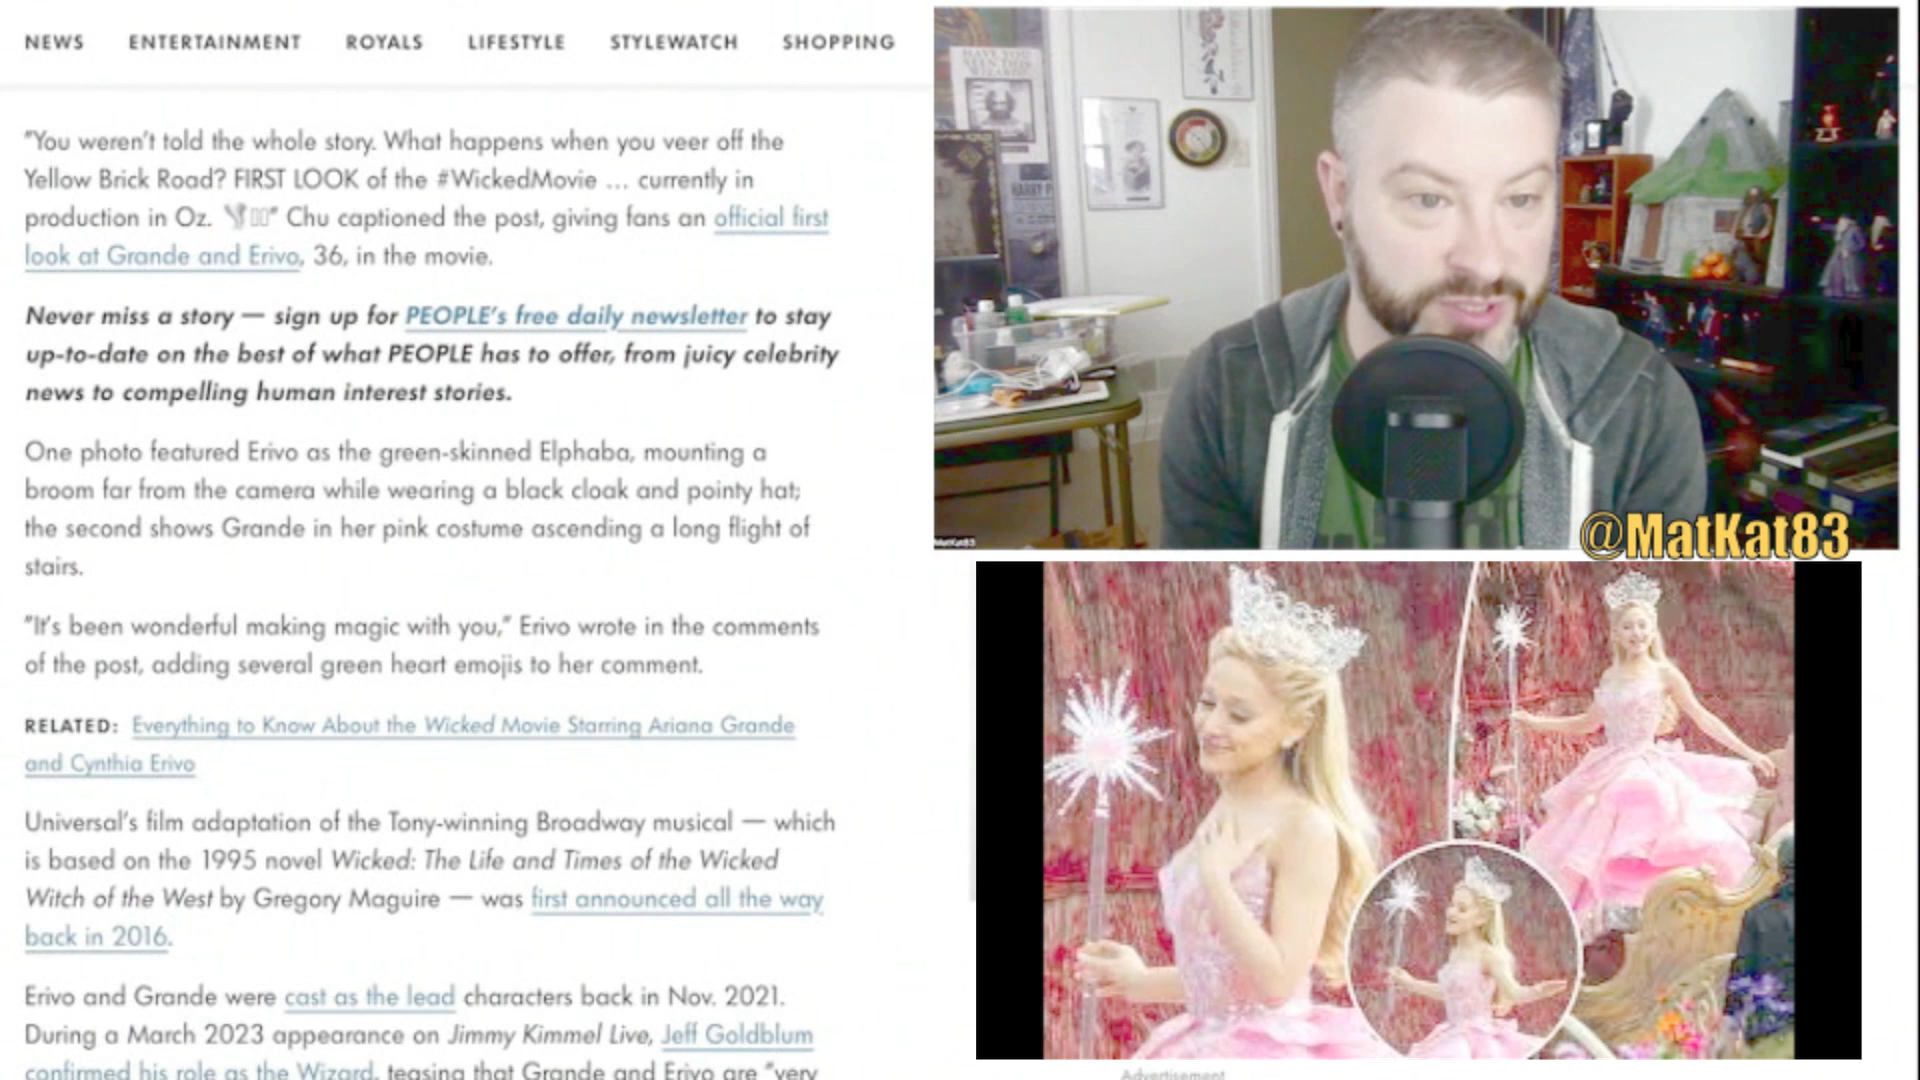 NEWS ENTERTAINMENT ROYALS LIFESTYLE STYLEWATCH SHOPPING
"You weren't told the whole story. What happens when you veer off the
Yellow Brick Road? FIRST LOOK of the #WickedMovie ... currently in
production in Oz. " Chu captioned the post, giving fans an official first
look at Grande and Erivo, 36, in the movie.
Never miss a story — sign up for PEOPLE's free daily newsletter to stay
up-to-date on the best of what PEOPLE has to offer, from juicy celebrity
news to compelling human interest stories.
One photo featured Erivo as the green-skinned Elphaba, mounting a
broom far from the camera while wearing a black cloak and pointy hat;
the second shows Grande in her pink costume ascending a long flight of
stairs.
"It's been wonderful making magic with you," Erivo wrote in the comments
of the post, adding several green heart emojis to her comment.
RELATED: Everything to Know About the Wicked Movie Starring Ariana Grande
and Cynthia Erivo
Universal's film adaptation of the Tony-winning Broadway musical — which
is based on the 1995 novel Wicked: The Life and Times of the Wicked
Witch of the West by Gregory Maguire — was first announced all the way
back in 2016.
Erivo and Grande were cast as the lead characters back in Nov. 2021.
During a March 2023 appearance on Jimmy Kimmel Live, Jeff Goldblum
confirmed his role as the Wizard, teasing that Grande and Erivo are "very
HAVE YOU
SEEN THIS
WIZARD?
HARRY P
MatKat83
@MatKat83
Advertisement